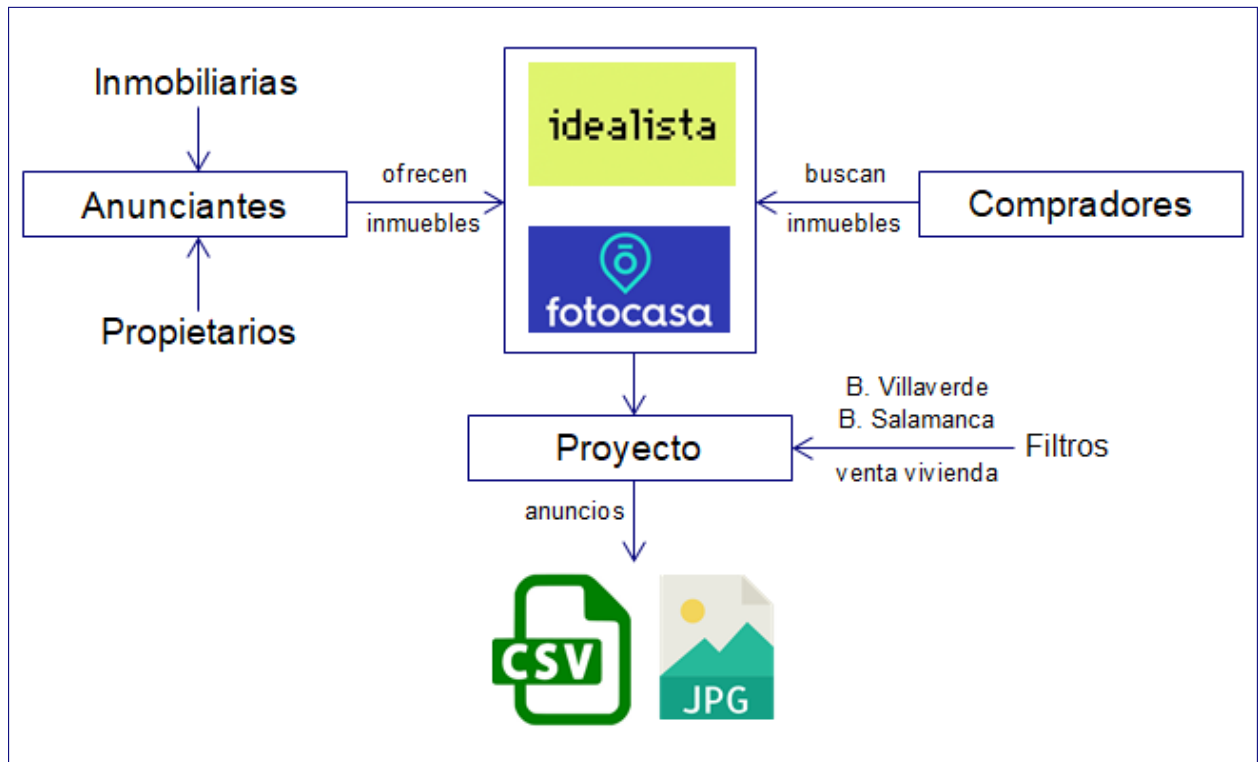 Inmobiliarias
Anunciantes
Propietarios
ofrecen
inmuebles
idealista
fotocasa
buscan
inmuebles
Compradores
Proyecto
B. Villaverde
B. Salamanca
venta vivienda
Filtros
anuncios
CSV
JPG